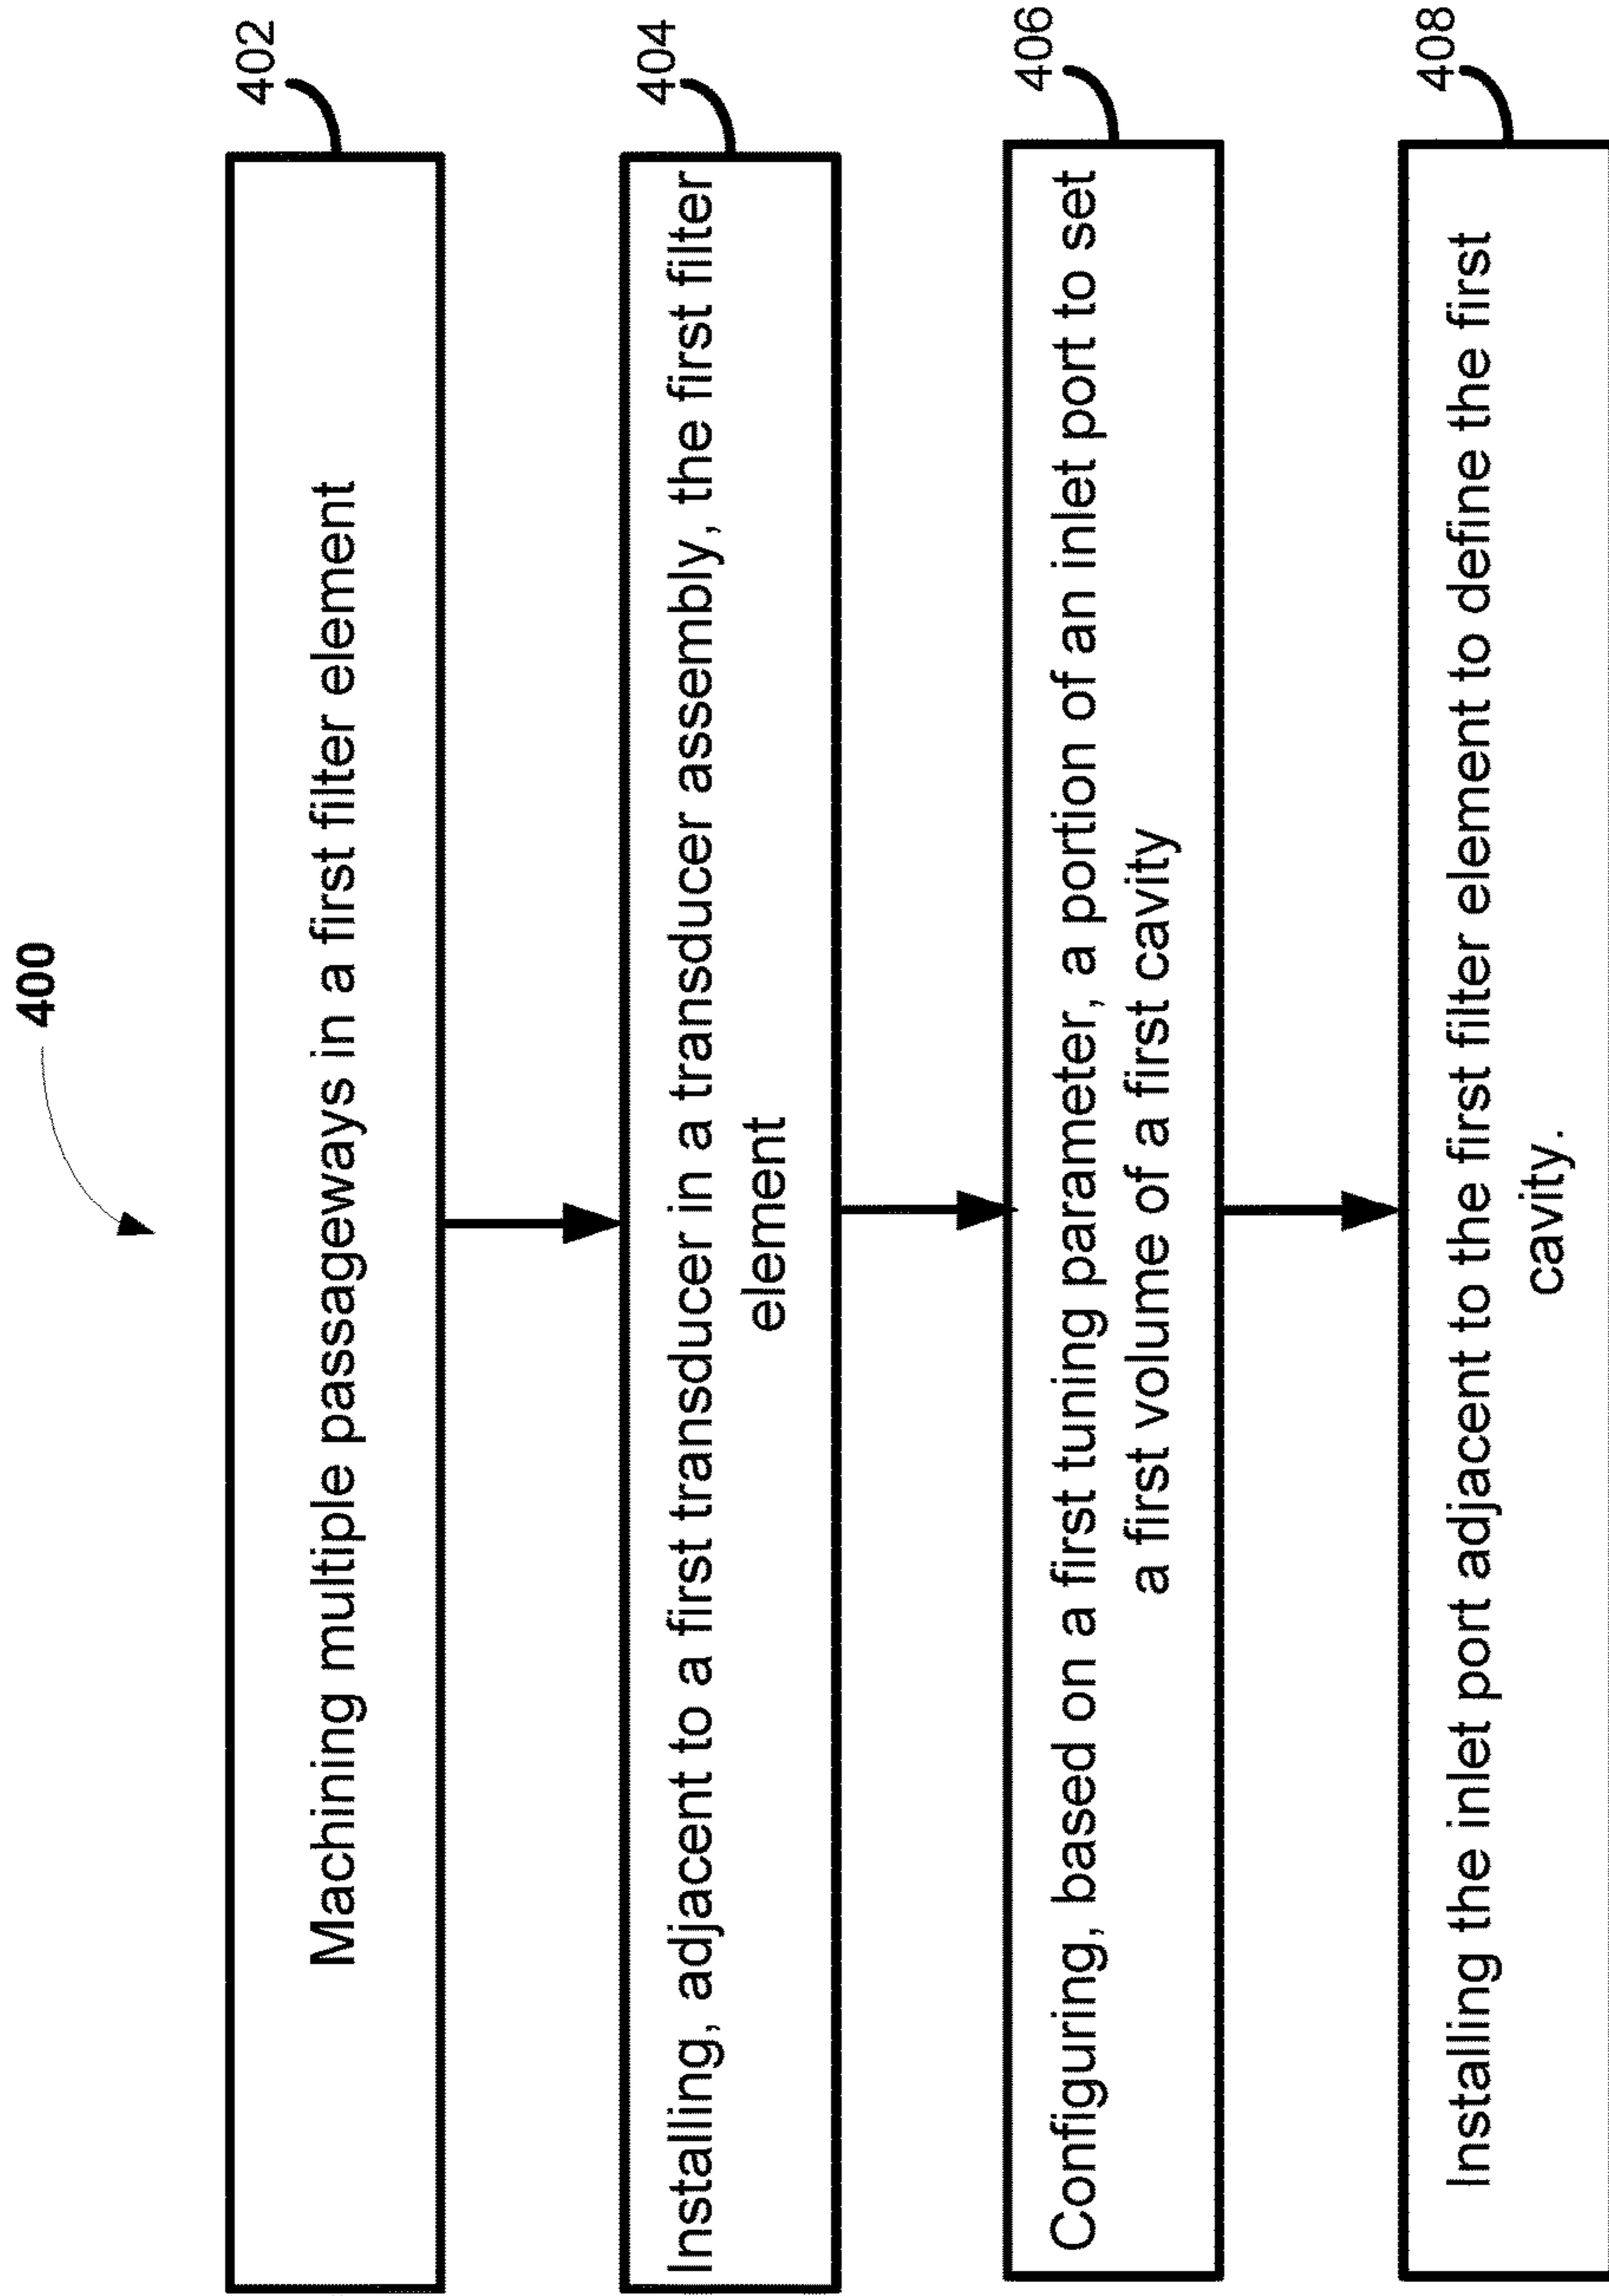 400
402
Machining multiple passageways in a first filter element
404
Installing, adjacent to a first transducer in a transducer assembly, the first filter
element
406
Configuring, based on a first tuning parameter, a portion of an inlet port to set
a first volume of a first cavity
408
Installing the inlet port adjacent to the first filter element to define the first
cavity.